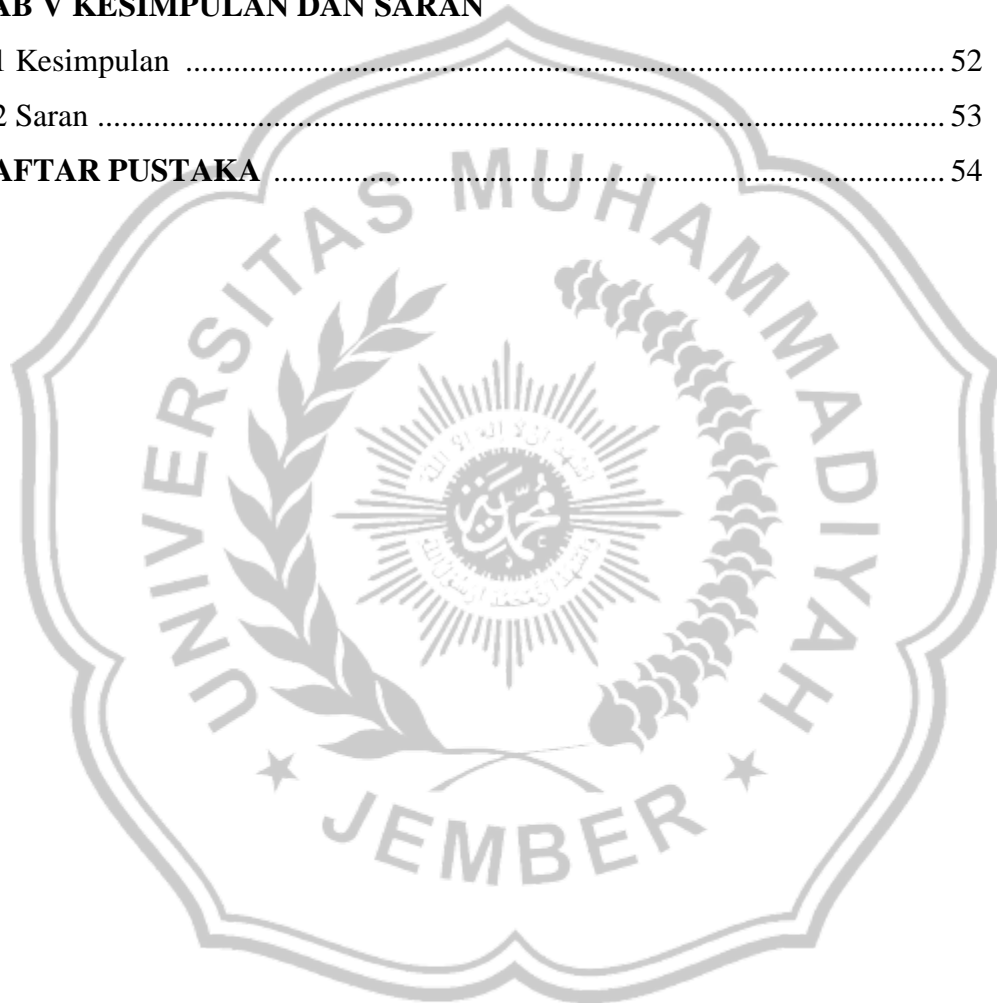 AB V KESIMPULAN DAN SARAN
1 Kesimpulan ................................................................................................ 52
2 Saran ........................................................................................................... 53
AFTAR PUSTAKA ..................................................................................... 54
UNIVERSITAS MUHAMMADIYAH
JEMBER